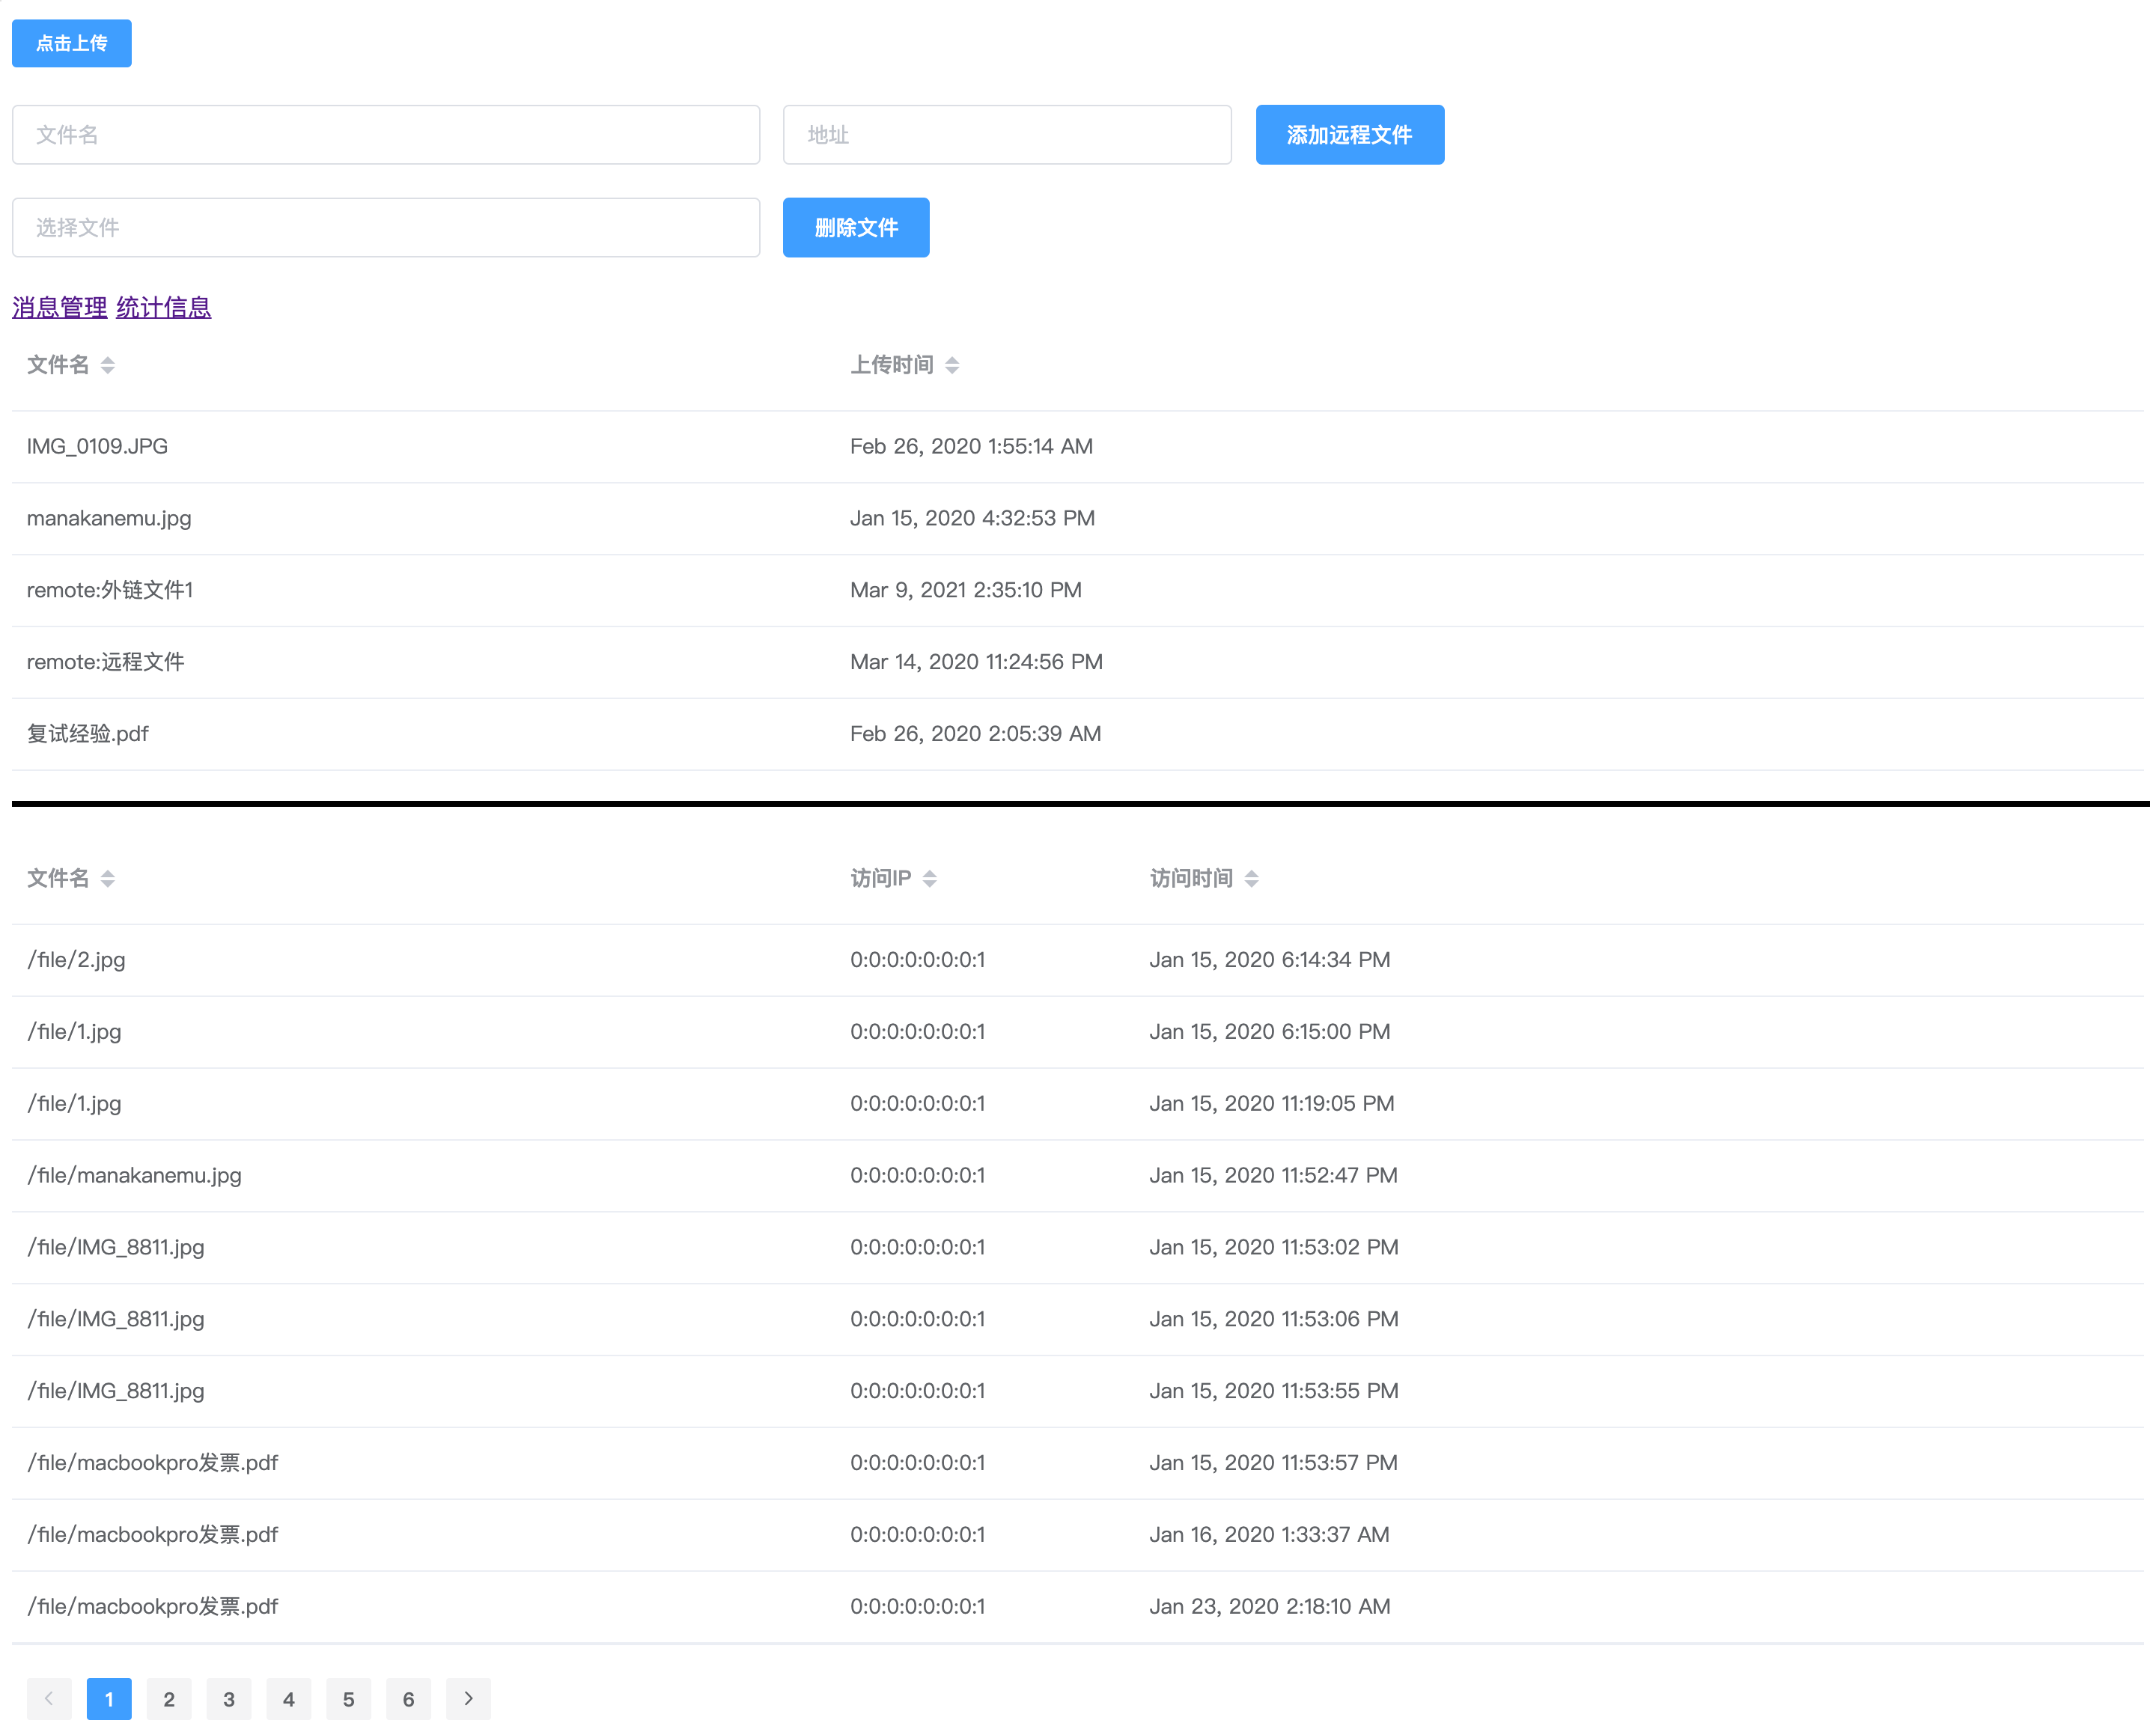 点击上传
文件名 地址 添加远程文件
选择文件 删除文件
消息管理 统计信息
文件名 上传时间
IMG_0109.JPG Feb 26, 2020 1:55:14 AM
manakanemu.jpg Jan 15, 2020 4:32:53 PM
remote:外链文件1 Mar 9, 2021 2:35:10 PM
remote:远程文件 Mar 14, 2020 11:24:56 PM
复试经验.pdf Feb 26, 2020 2:05:39 AM
文件名 访问IP 访问时间
/file/2.jpg 0:0:0:0:0:0:0:1 Jan 15, 2020 6:14:34 PM
/file/1.jpg 0:0:0:0:0:0:0:1 Jan 15, 2020 6:15:00 PM
/file/1.jpg 0:0:0:0:0:0:0:1 Jan 15, 2020 11:19:05 PM
/file/manakanemu.jpg 0:0:0:0:0:0:0:1 Jan 15, 2020 11:52:47 PM
/file/IMG_8811.jpg 0:0:0:0:0:0:0:1 Jan 15, 2020 11:53:02 PM
/file/IMG_8811.jpg 0:0:0:0:0:0:0:1 Jan 15, 2020 11:53:06 PM
/file/IMG_8811.jpg 0:0:0:0:0:0:0:1 Jan 15, 2020 11:53:55 PM
/file/macbookpro发票.pdf 0:0:0:0:0:0:0:1 Jan 15, 2020 11:53:57 PM
/file/macbookpro发票.pdf 0:0:0:0:0:0:0:1 Jan 16, 2020 1:33:37 AM
/file/macbookpro发票.pdf 0:0:0:0:0:0:0:1 Jan 23, 2020 2:18:10 AM
1 2 3 4 5 6